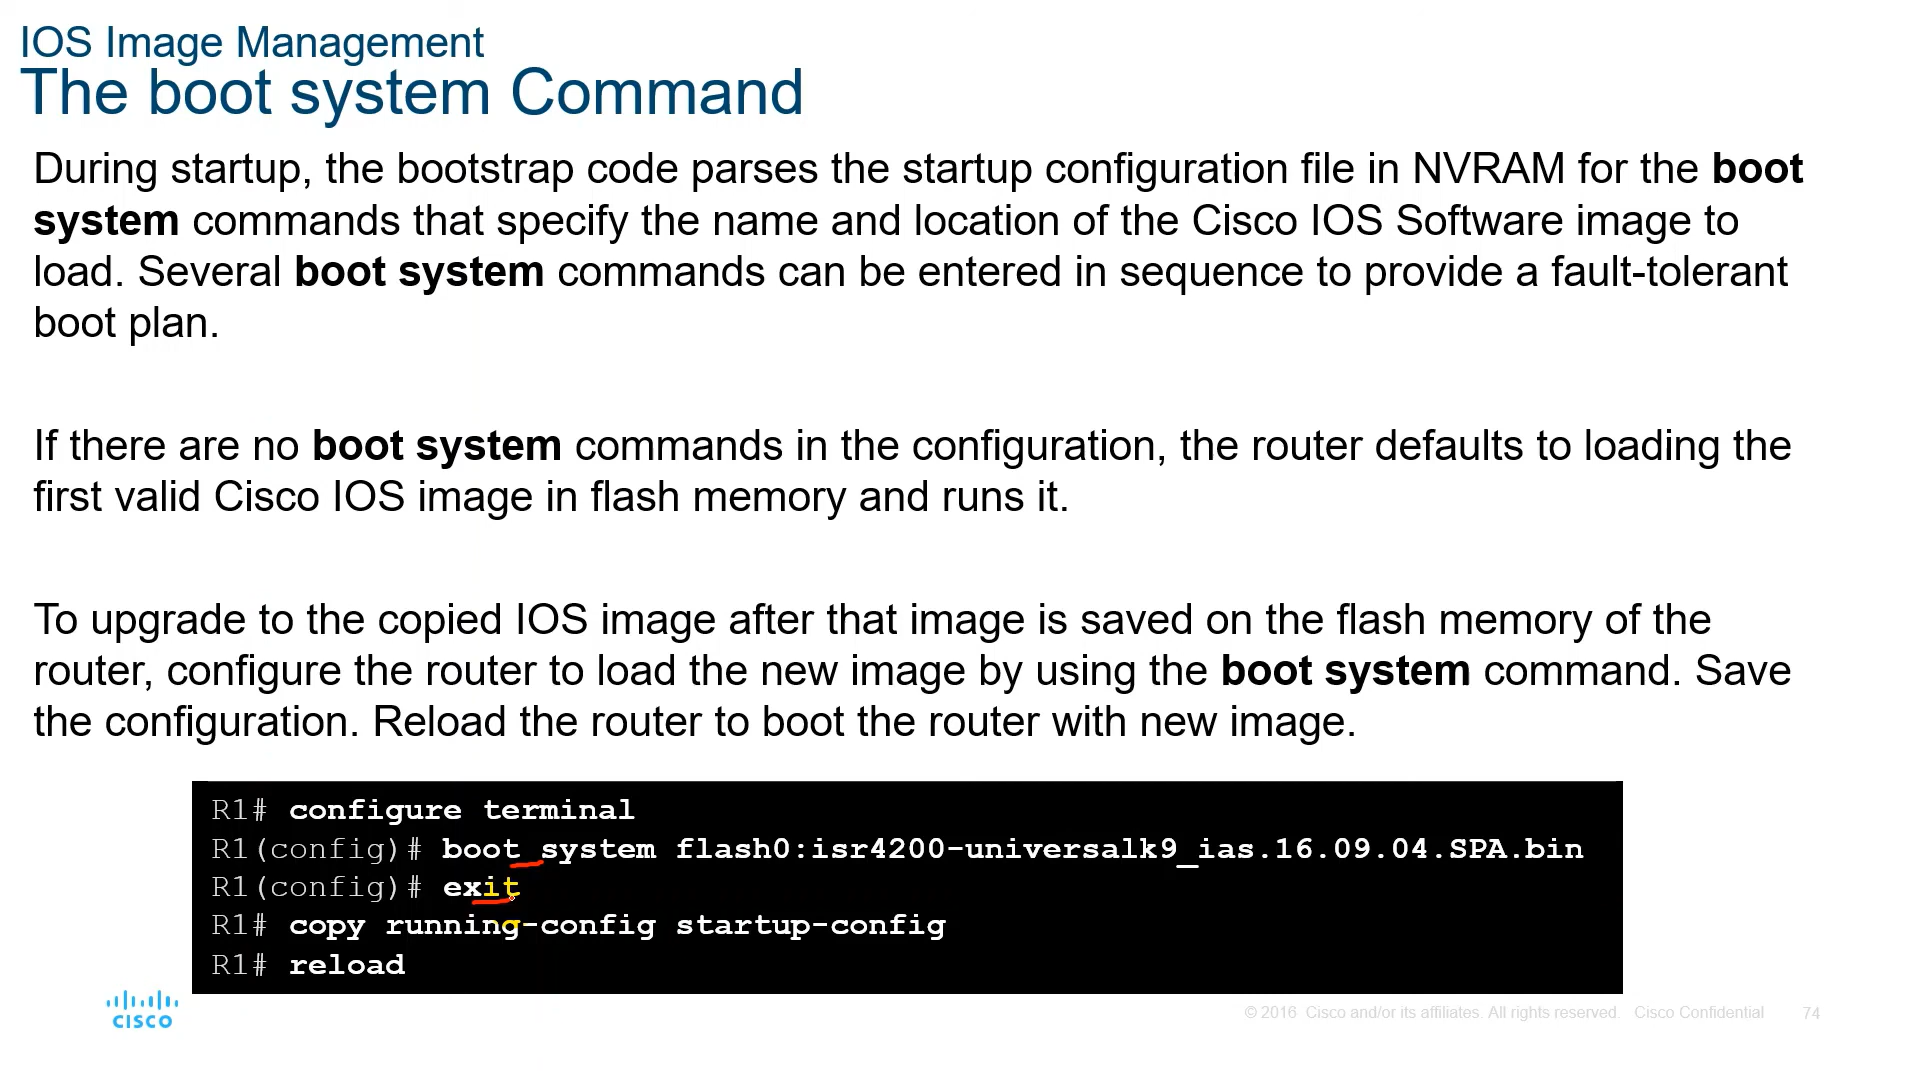 IOS Image Management
The boot system Command
During startup, the bootstrap code parses the startup configuration file in NVRAM for the boot
system commands that specify the name and location of the Cisco IOS Software image to
load. Several boot system commands can be entered in sequence to provide a fault-tolerant
boot plan.
If there are no boot system commands in the configuration, the router defaults to loading the
first valid Cisco IOS image in flash memory and runs it.
To upgrade to the copied IOS image after that image is saved on the flash memory of the
router, configure the router to load the new image by using the boot system command. Save
the configuration. Reload the router to boot the router with new image.
R1# configure terminal
R1(config)# boot system flash0:isr4200-universalk9_ias.16.09.04.SPA.bin
R1(config)# exit
R1# copy running-config startup-config
R1# reload
CISCO
© 2016 Cisco and/or its affiliates. All rights reserved. Cisco Confidential 74